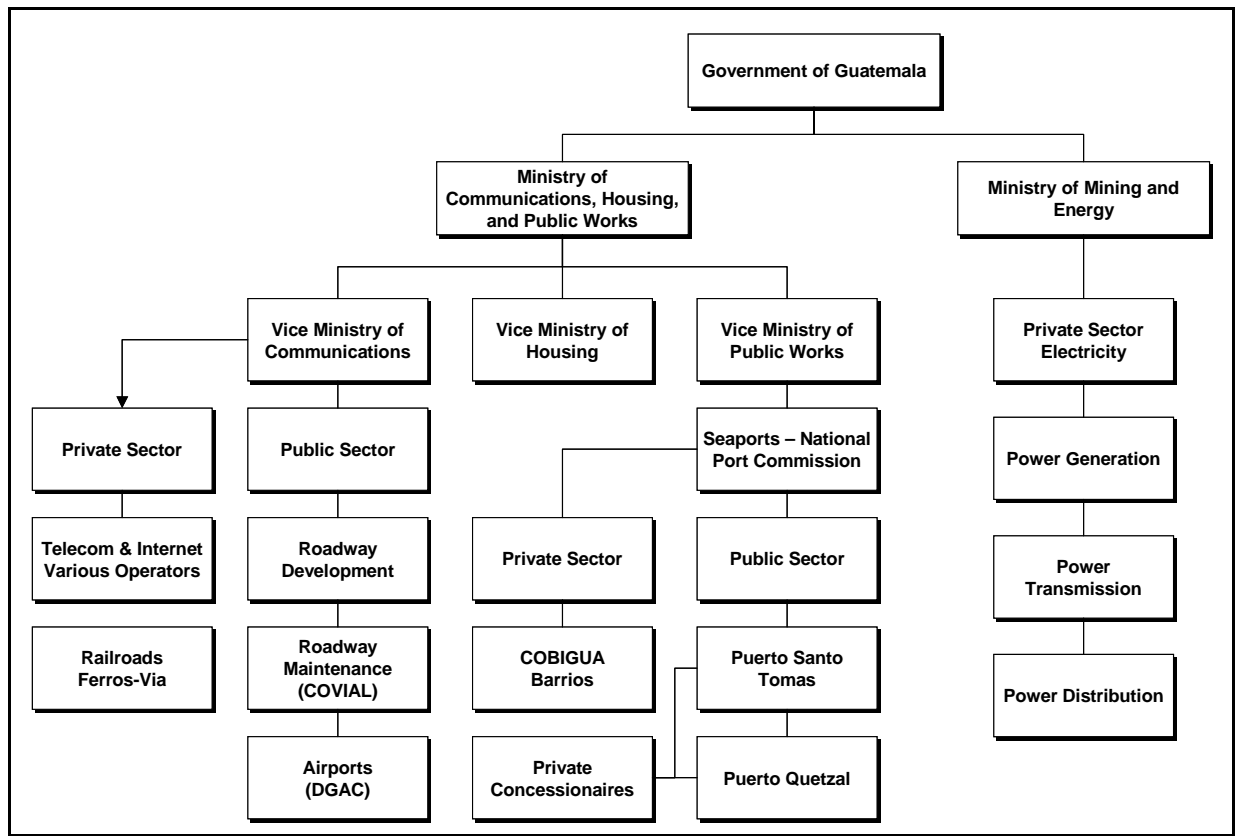 Government of Guatemala
Ministry of
Communications, Housing,
and Public Works
Ministry of Mining and
Energy
Vice Ministry of
Communications
Vice Ministry of
Housing
Vice Ministry of
Public Works
Private Sector
Electricity
Private Sector
Public Sector
Seaports – National
Port Commission
Power Generation
Telecom & Internet
Various Operators
Roadway
Development
Private Sector
Public Sector
Power
Transmission
Railroads
Ferros-Via
Roadway
Maintenance
(COVIAL)
COBIGUA
Barrios
Puerto Santo
Tomas
Power Distribution
Airports
(DGAC)
Private
Concessionaires
Puerto Quetzal